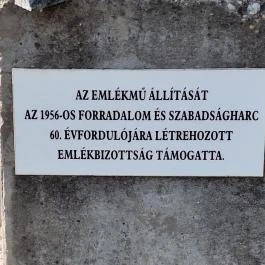 AZ EMLÉKMŰ ÁLLÍTÁSÁT
AZ 1956-OS FORRADALOM ÉS SZABADSÁGHARC
60. ÉVFORDULÓJÁRA LÉTREHOZOTT
EMLÉKBIZOTTSÁG TÁMOGATTA.